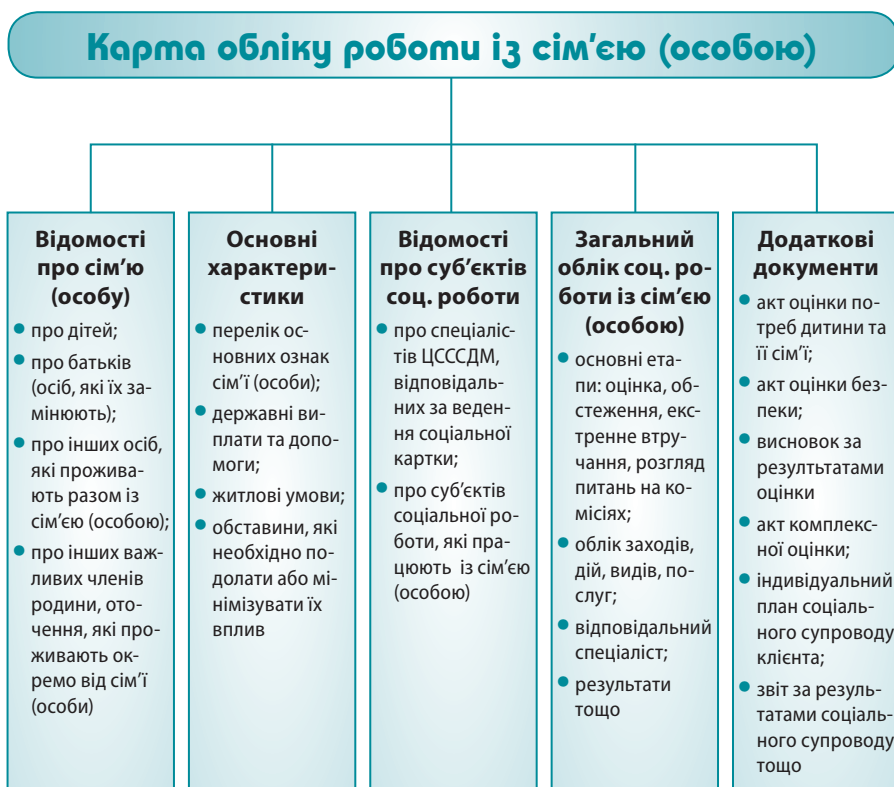 Карта обліку роботи із сім'єю (особою)
Відомості
про сім'ю
(особу)
• про дітей;
• про батьків
(осіб, які їх за-
мінюють);
• про інших осіб,
які прожива-
ють разом із
сім'єю (особою);
• про інших важ-
ливих членів
родини, ото-
чення, які про-
живають ок-
ремо від сім'ї
(особи)
Основні
характери-
стики
• перелік ос-
новних ознак
сім'ї (особи);
• державні ви-
плати та допо-
моги;
• житлові умови;
• обставини, які
необхідно по-
долати або мі-
німізувати їх
вплив
Відомості
про суб'єктів
соц. роботи
• про спеціаліс-
тів ЦСССДМ,
відповідаль-
них за веден-
ня соціальної
картки;
• про суб'єктів
соціальної ро-
боти, які пра-
цюють із сім'єю
(особою)
Загальний
облік соц. ро-
боти із сім'єю
(особою)
• основні ета-
пи: оцінка, об-
стеження, екс-
тренне втру-
чання, розгляд
питань на ко-
місіях;
• облік заходів,
дій, видів, по-
слуг;
• відповідальний
спеціаліст;
• результати
тощо
Додаткові
документи
• акт оцінки по-
треб дитини та
її сім'ї;
• акт оцінки без-
пеки;
• висновок за
резултьтатами
оцінки
• акт комплекс-
ної оцінки;
• індивідуальний
план соціаль-
ного супроводу
клієнта;
• звіт за резуль-
татами соціаль-
ного супроводу
тощо